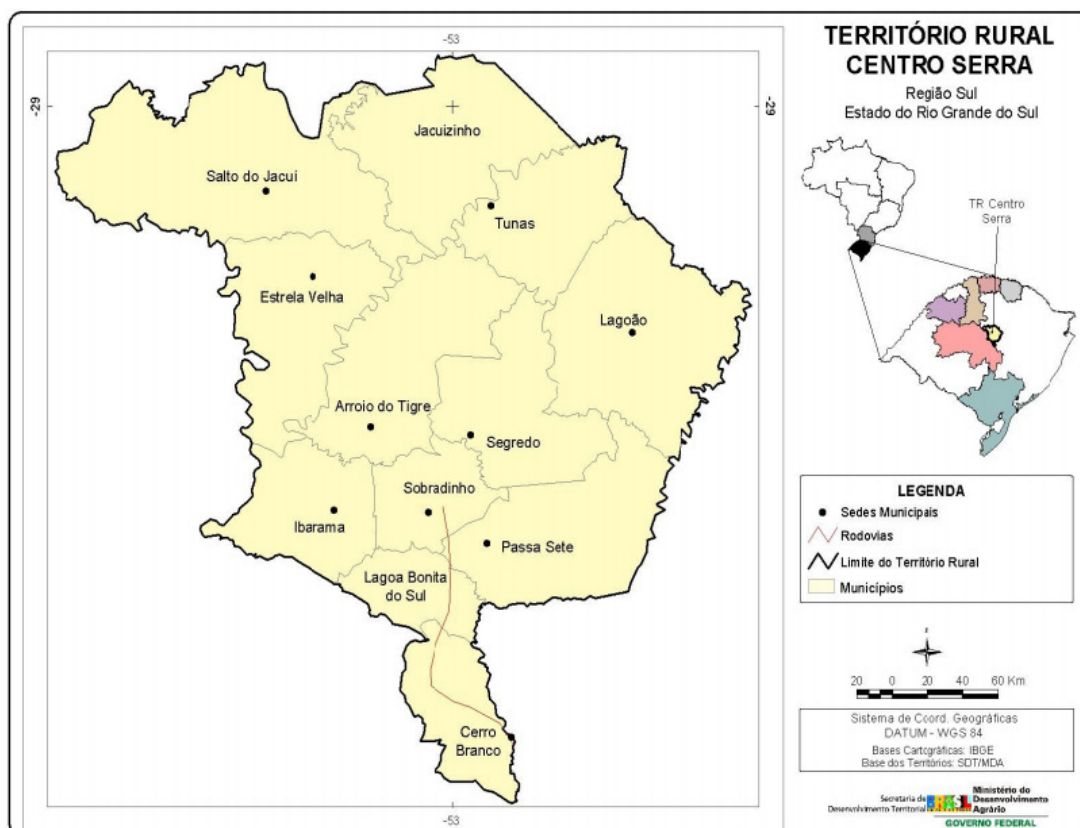 -53
-29
-29
Jacuizinho
Salto do Jacuí
Tunas
Estrela Velha
Lagoão
Arroio do Tigre
Segredo
Sobradinho
Ibarama
Passa Sete
Lagoa Bonita
do Sul
Cerro
Branco
-53
TERRITÓRIO RURAL
CENTRO SERRA
Região Sul
Estado do Rio Grande do Sul
TR Centro
Serra
LEGENDA
Sedes Municipais
Rodovias
Limite do Território Rural
Municípios
20 0 20 40 60 Km
Sistema de Coord. Geográficas
DATUM - WGS 84
Bases Cartográficas: IBGE
Base dos Territórios: SDT/MDA
Secretaria de
Desenvolvimento Territorial
BRASIL
Ministério do
Desenvolvimento
Agrário
GOVERNO FEDERAL